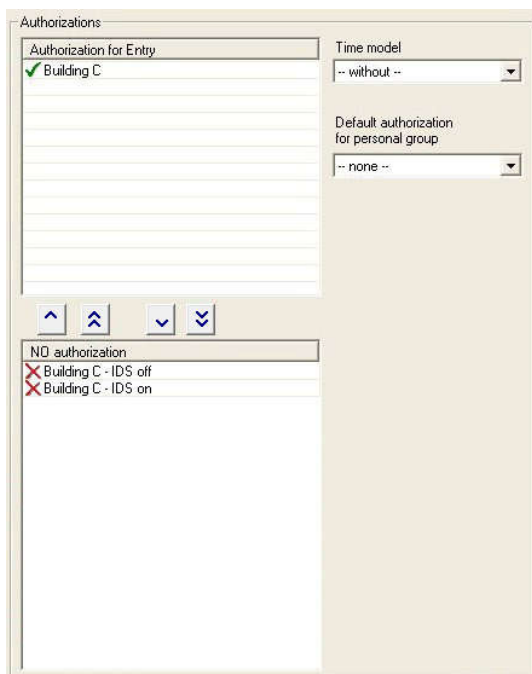 Authorizations
Authorization for Entry
Building C
Time model
-- without --
Default authorization
for personal group
-- none --
NO authorization
Building C - IDS off
Building C - IDS on